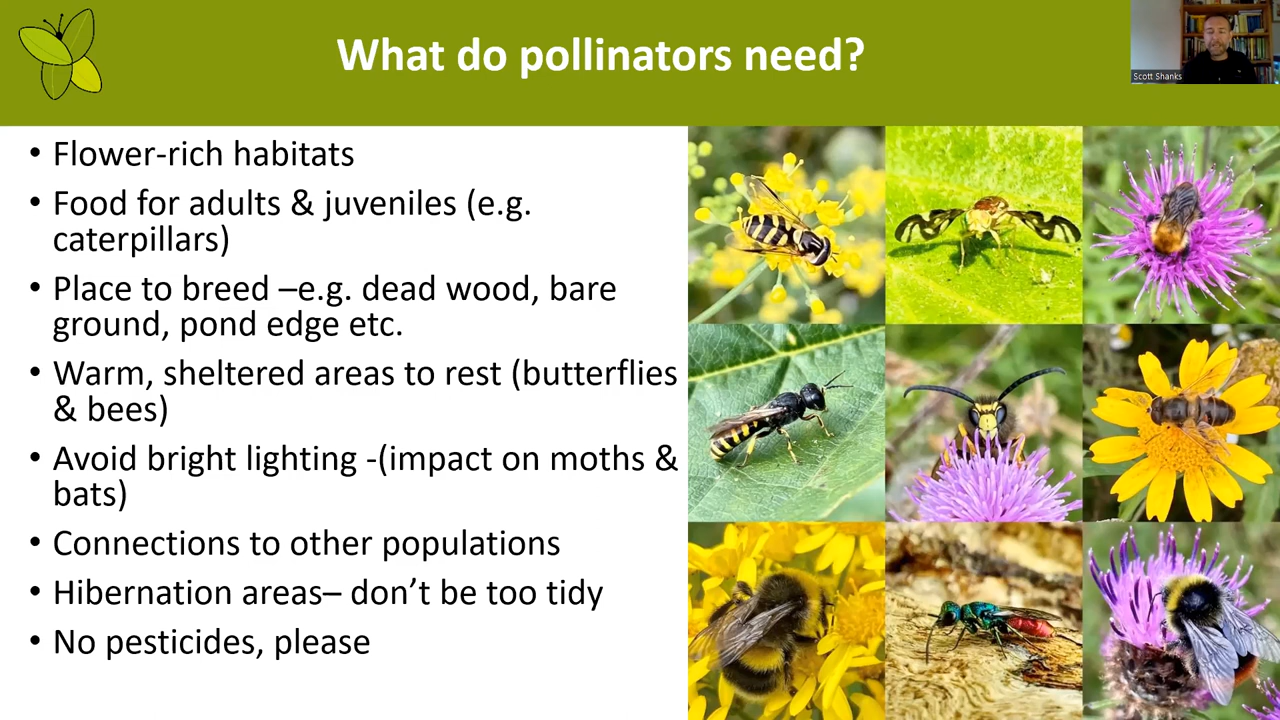 What do pollinators need?
Scott Shanks
• Flower-rich habitats
• Food for adults & juveniles (e.g.
caterpillars)
• Place to breed –e.g. dead wood, bare
ground, pond edge etc.
• Warm, sheltered areas to rest (butterflies
& bees)
• Avoid bright lighting -(impact on moths &
bats)
• Connections to other populations
• Hibernation areas– don’t be too tidy
• No pesticides, please